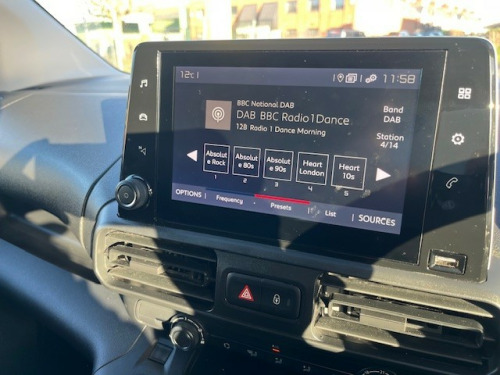 12°C
11:58
BBC National DAB
DAB BBC Radio1Dance
12B Radio 1 Dance Morning
Band
DAB
Station
4/14
Absolut
e Rock
Absolut
e 80s
Absolut
e 90s
Heart
London
Heart
10s
1 2 3 4 5
OPTIONS Frequency Presets List SOURCES